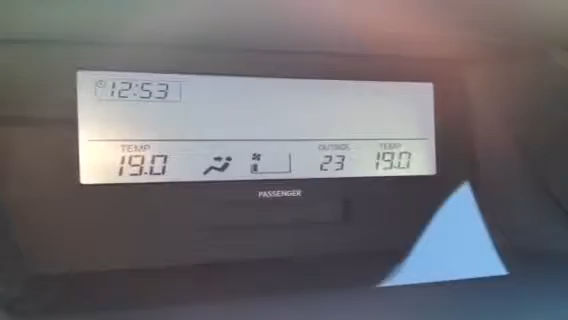 12:53
TEMP OUTSIDE TEMP
19.0 23 19.0
PASSENGER